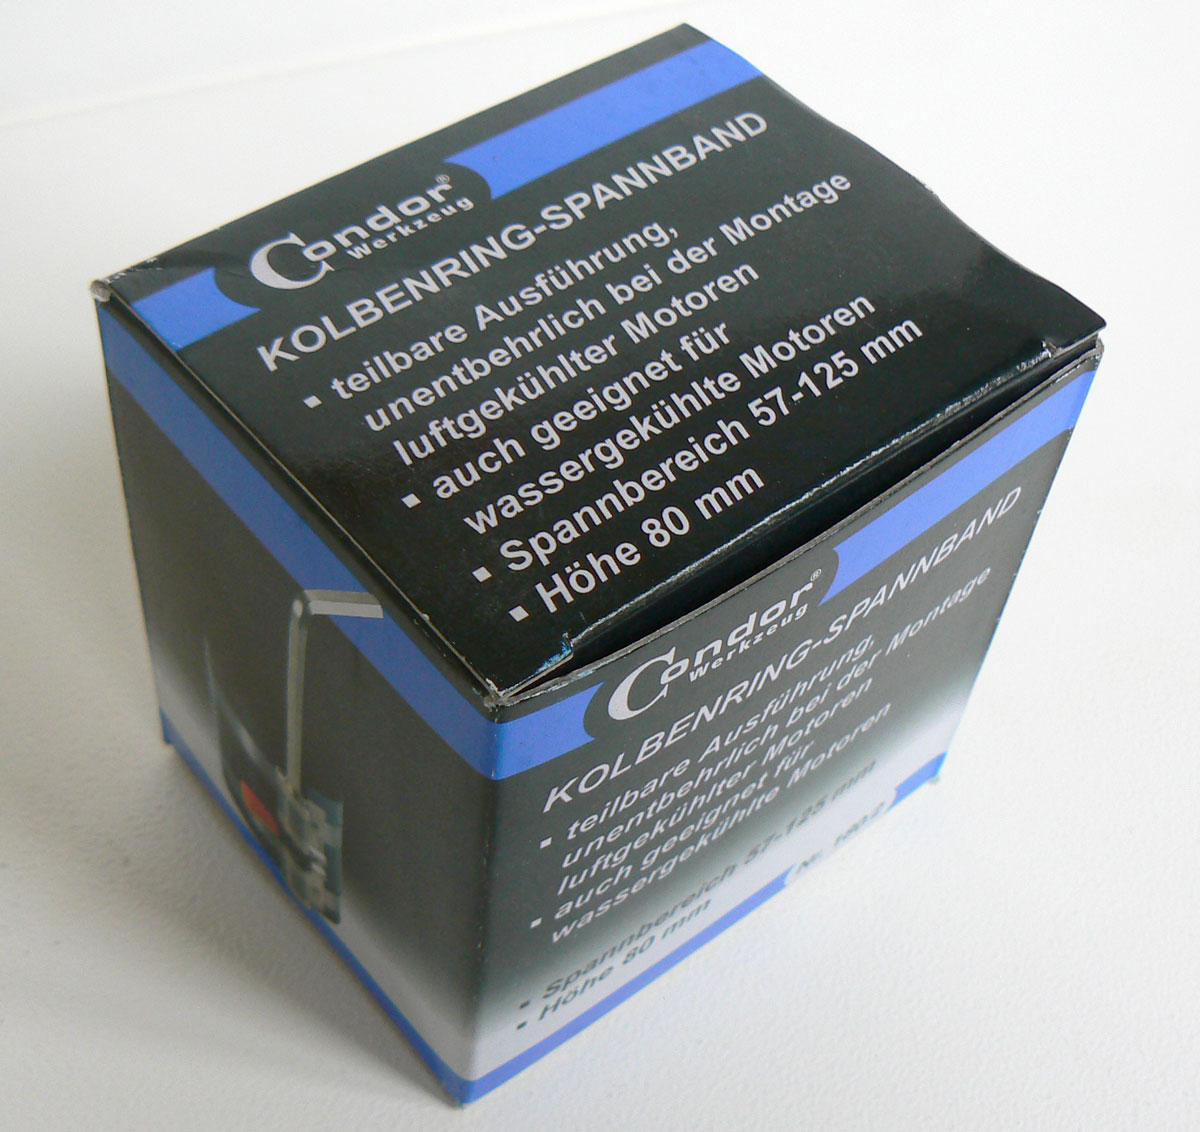 Condor®
Werkzeug
KOLBENRING-SPANNBAND
▪ teilbare Ausführung,
unentbehrlich bei der Montage
luftgekühlter Motoren
▪ auch geeignet für
wassergekühlte Motoren
▪ Spannbereich 57-125 mm
▪ Höhe 80 mm
Condor®
Werkzeug
KOLBENRING-SPANNBAND
▪ teilbare Ausführung,
unentbehrlich bei der Montage
luftgekühlter Motoren
▪ auch geeignet für
wassergekühlte Motoren
▪ Spannbereich 57-125 mm
▪ Höhe 80 mm
Nr.